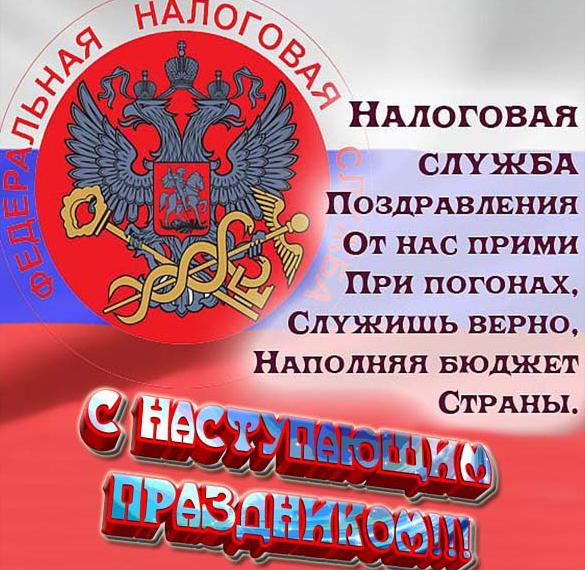 ФЕДЕРАЛЬНАЯ НАЛОГОВАЯ СЛУЖБА
НАЛОГОВАЯ
СЛУЖБА
ПОЗДРАВЛЕНИЯ
ОТ НАС ПРИМИ
ПРИ ПОГОНАХ,
СЛУЖИШЬ ВЕРНО,
НАПОЛНЯЯ БЮДЖЕТ
СТРАНЫ.
С НАСТУПАЮЩИМ
ПРАЗДНИКОМ!!!